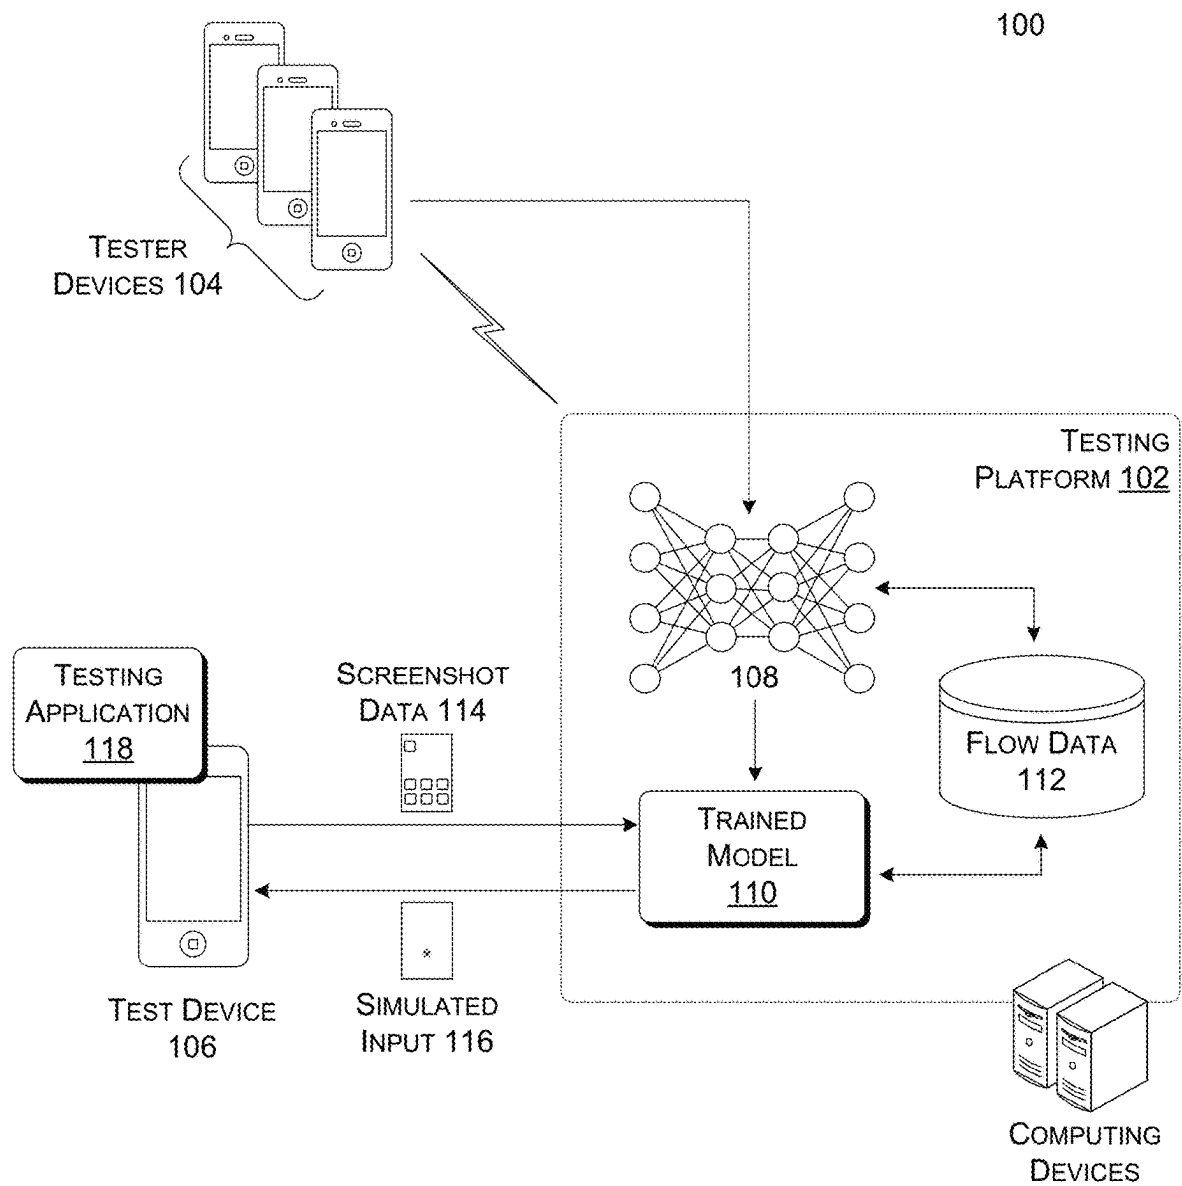 100
TESTER
DEVICES 104
TESTING
PLATFORM 102
108
SCREENSHOT
DATA 114
TESTING
APPLICATION
118
FLOW DATA
112
TRAINED
MODEL
110
TEST DEVICE
106
SIMULATED
INPUT 116
COMPUTING
DEVICES